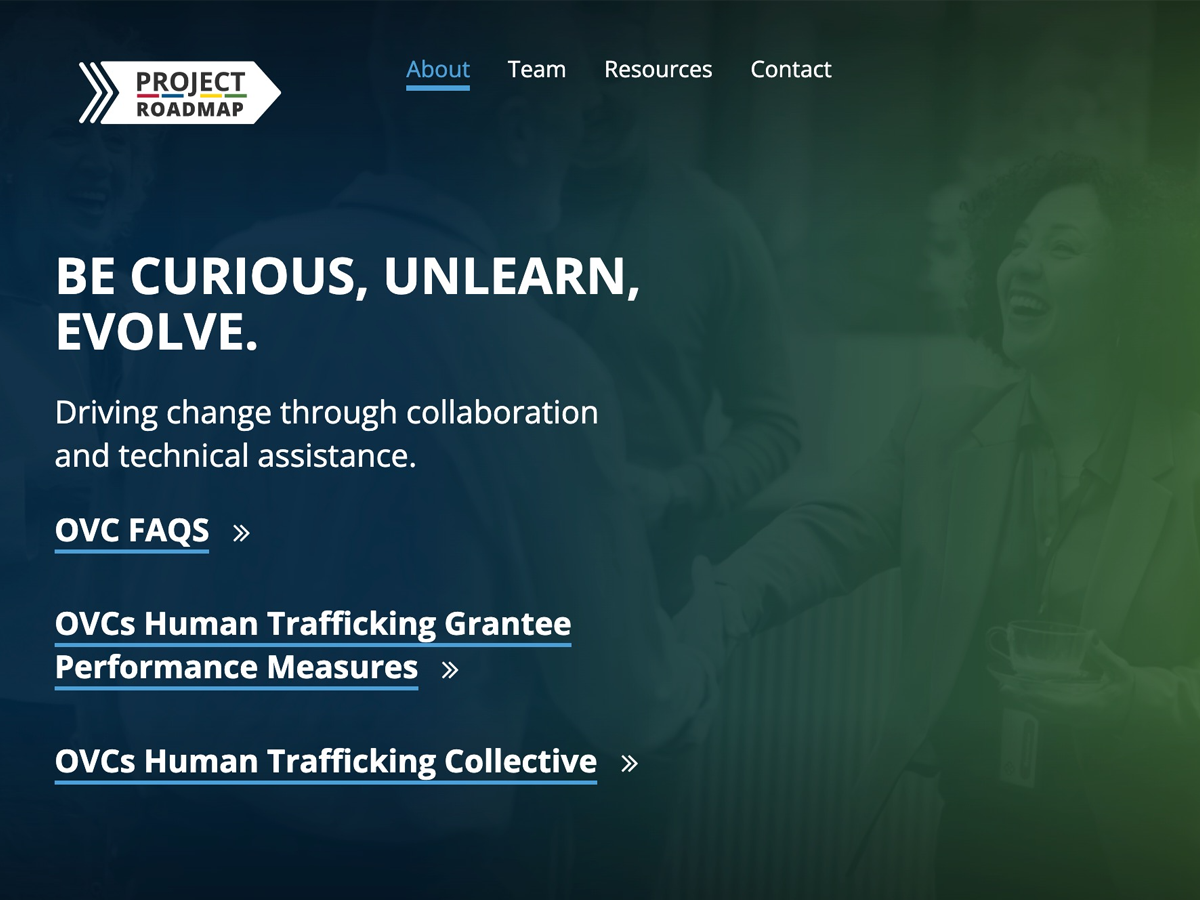 PROJECT
ROADMAP
About Team Resources Contact
BE CURIOUS, UNLEARN,
EVOLVE.
Driving change through collaboration
and technical assistance.
OVC FAQS »
OVCs Human Trafficking Grantee
Performance Measures »
OVCs Human Trafficking Collective »